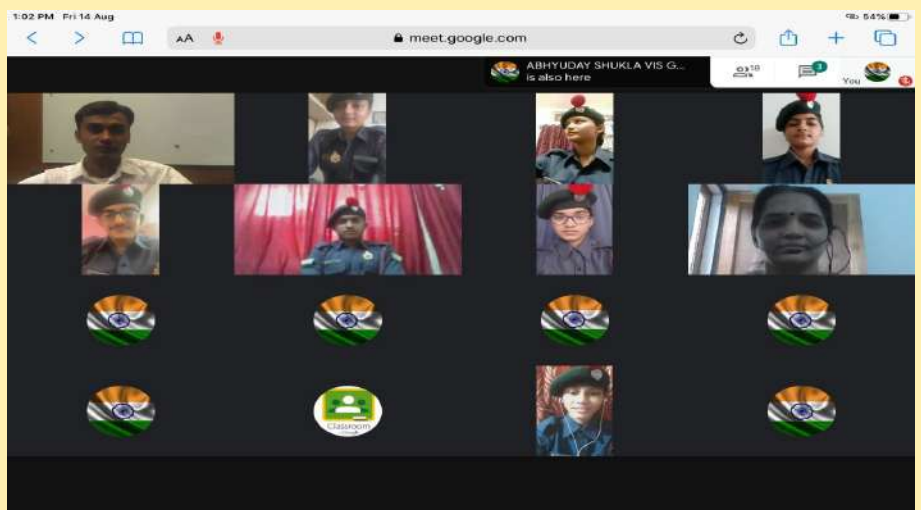 1:02 PM Fri 14 Aug
54%
AA
meet.google.com
ABHYUDAY SHUKLA VIS G...
is also here
18
1
You
Classroom